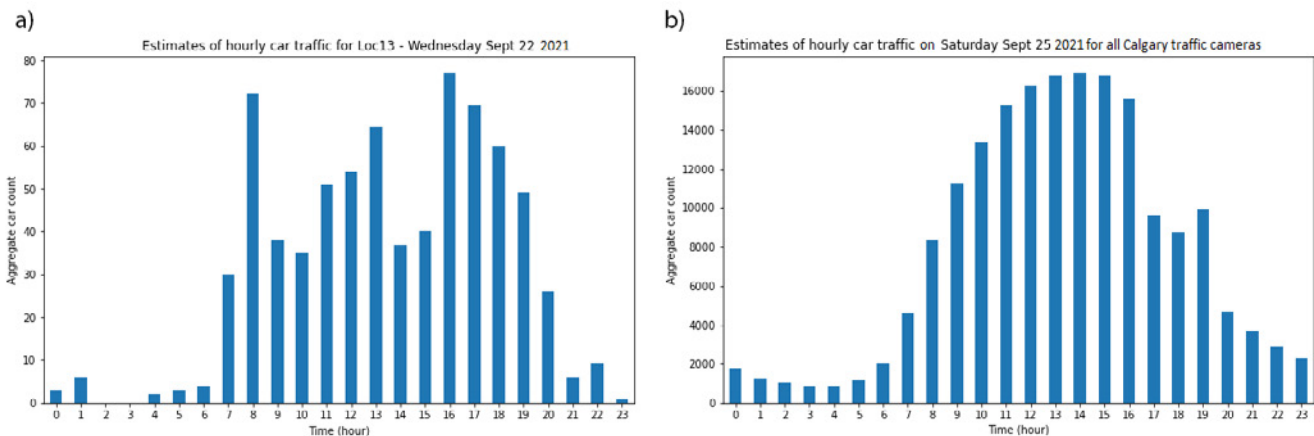 a)
Estimates of hourly car traffic for Loc13 - Wednesday Sept 22 2021
80
70
60
50
40
30
20
10
0
Aggregate car count
0 1 2 3 4 5 6 7 8 9 10 11 12 13 14 15 16 17 18 19 20 21 22 23
Time (hour)
b)
Estimates of hourly car traffic on Saturday Sept 25 2021 for all Calgary traffic cameras
16000
14000
12000
10000
8000
6000
4000
2000
0
Aggregate car count
0 1 2 3 4 5 6 7 8 9 10 11 12 13 14 15 16 17 18 19 20 21 22 23
Time (hour)